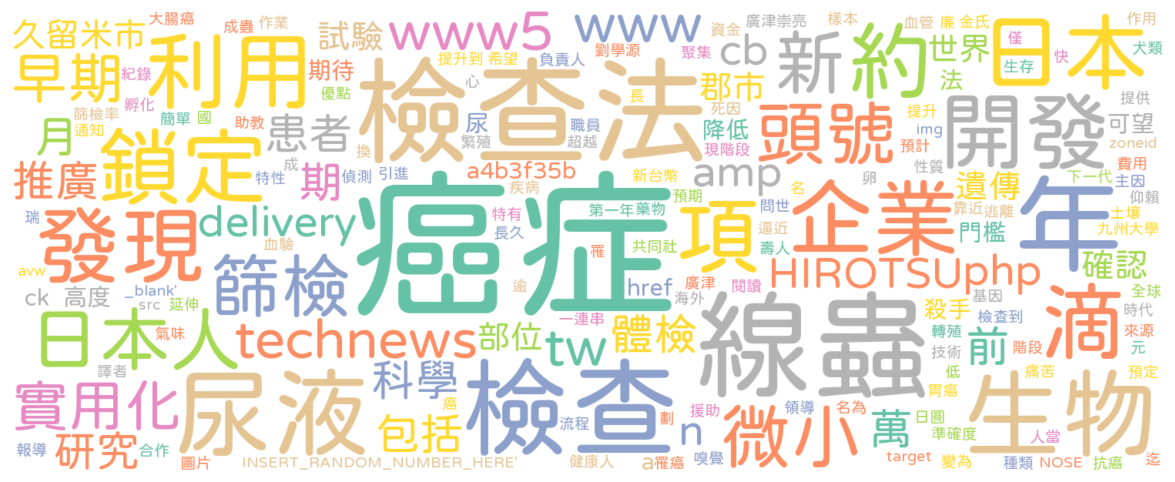 久留米市 大腸癌 成蟲 作業 試驗 www5 www 資金 廣津崇亮 樣本 血管 廉 金氏 作用
早期 利用 紀錄 期待 提升到 希望 負責人 劉學源 聚集 cb 新 約 世界 僅 日本 快 犬類
孵化 優點 檢查法 心 長 郡市 法 生存
篩檢率 簡單 國 患者 尿 職員 死因 頭號 提升 開發 提供
月 通知 鎖定 助教 繁殖 超越 降低 img 可望
成 換 現階段 預計 zoneid
推廣 特性 期 偵測 引進 a4b3f35b amp 性質 卵 遺傳 下一代 主因 費用
疾病 新台幣 預期 名 仰賴
發現 瑞 delivery 特有 長久 癌症 第一年 藥物 項 問世 企業 靠近 逃離 年 土壤
血驗 罹 共同社 逼近 壽人 門檻 九州大學
avw _blank' 篩檢 逾 href 廣津 閱讀 HIROTSU php 確認
ck 高度 src 延伸 海外 線蟲 殺手 基因 全球
日本人 氣味 technews 一連串 部位 tw 體檢 轉殖 檢查到 滴 時代 來源
譯者 前 階段 技術 元
實用化 尿液 科學 檢查 低 痛苦 預定
癌 胃癌 生物
包括 流程 劃 援助 n 微小 領導 名為 萬 日圓
報導 研究 合作 嗅覺 準確度 人當
圖片 INSERT_RANDOM_NUMBER_HERE' 健康人 a 罹癌 target 變為 種類 NOSE 抗癌 迄